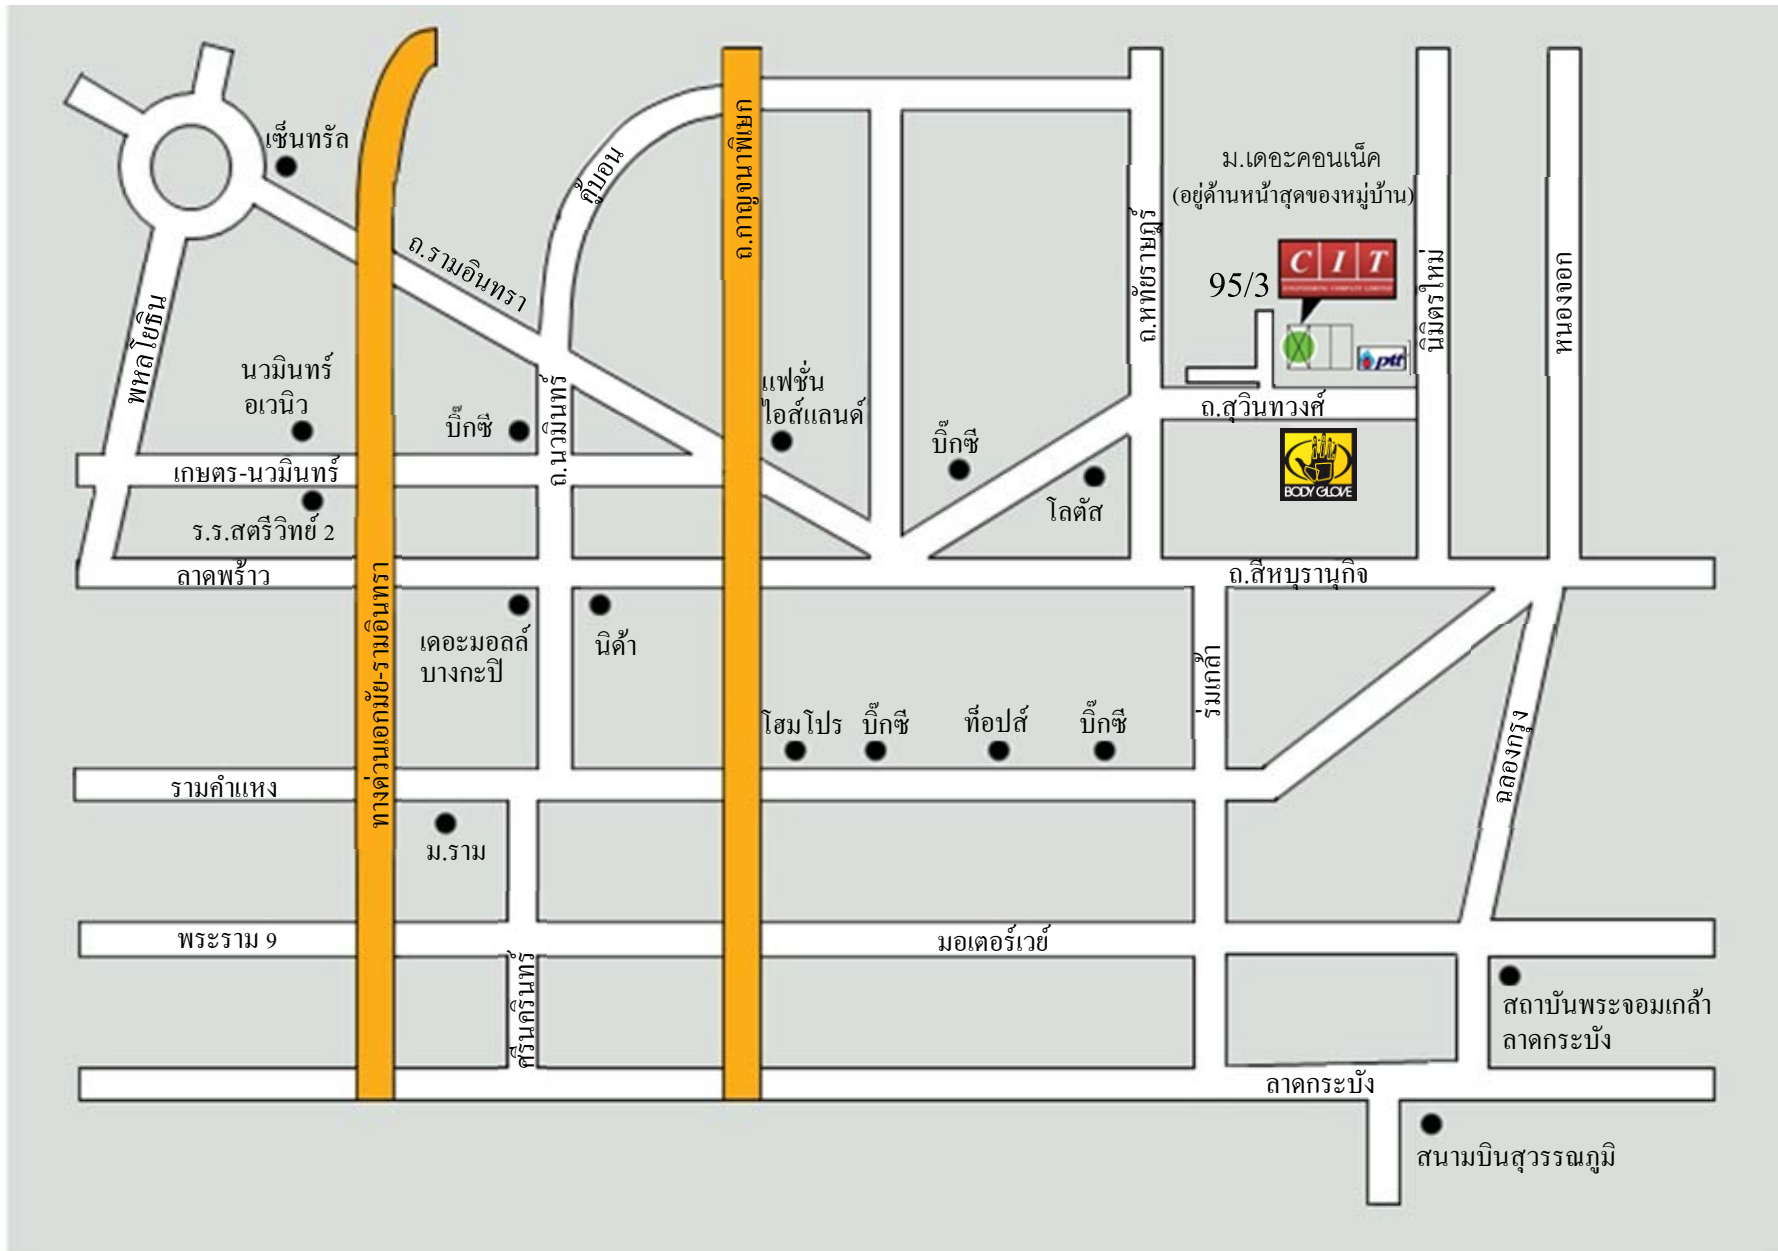 เซ็นทรัล
คู้บอน
ถ.กาญจนาภิเษก
ม.เดอะคอนเน็ค
(อยู่ด้านหน้าสุดของหมู่บ้าน)
ถ.รามอินทรา
ถ.หทัยราษฎร์
95/3
CIT
ENGINEERING COMPANY LIMITED
นิมิตรใหม่
หนองจอก
ptt
พหลโยธิน
นวมินทร์
อเวนิว
บิ๊กซี
ถ.นวมินทร์
แฟชั่น
ไอส์แลนด์
บิ๊กซี
ถ.สุวินทวงศ์
เกษตร-นวมินทร์
BODY GLOVE
โลตัส
ร.ร.สตรีวิทย์ 2
ลาดพร้าว
ถ.สีหบุรานุกิจ
ทางด่วนเอกมัย-รามอินทรา
เดอะมอลล์
บางกะปิ
นิด้า
ร่มเกล้า
โฮมโปร
บิ๊กซี
ท็อปส์
บิ๊กซี
ฉลองกรุง
รามคำแหง
ม.ราม
พระราม 9
มอเตอร์เวย์
ศรีนครินทร์
สถาบันพระจอมเกล้า
ลาดกระบัง
ลาดกระบัง
สนามบินสุวรรณภูมิ